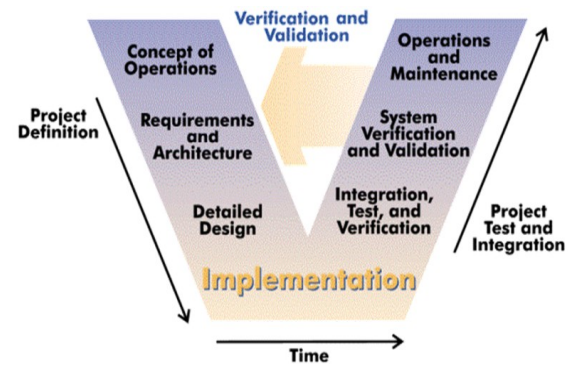 Verification and
Validation
Concept of
Operations
Operations
and
Maintenance
Project
Definition
Requirements
and
Architecture
System
Verification
and Validation
Detailed
Design
Integration,
Test, and
Verification
Project
Test and
Integration
Implementation
Time